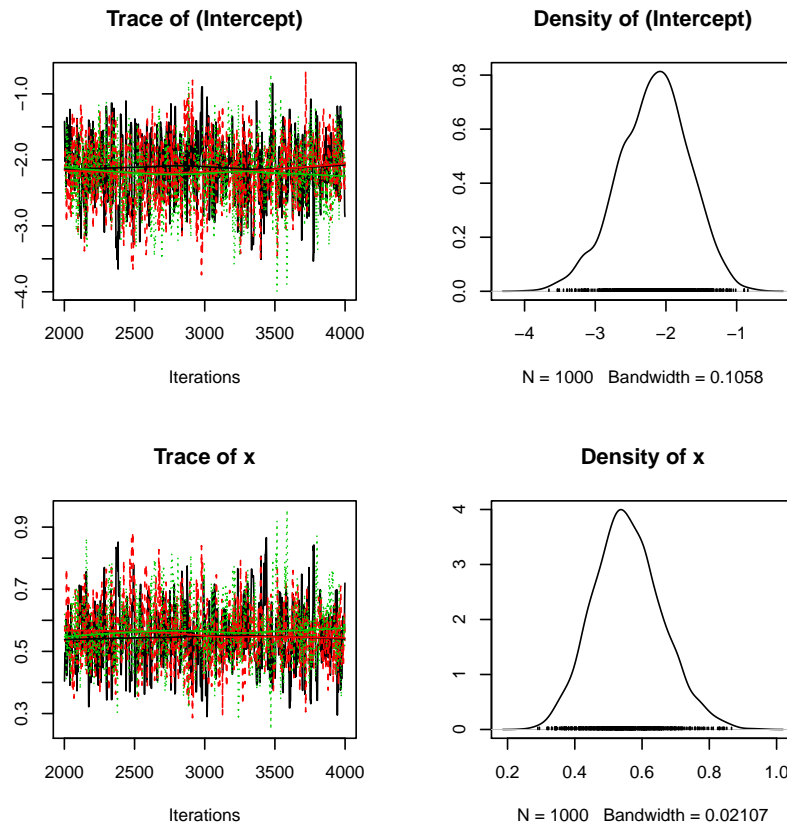 Trace of (Intercept)
-1.0
-2.0
-3.0
-4.0
2000 2500 3000 3500 4000
Iterations
Density of (Intercept)
0.8
0.6
0.4
0.2
0.0
-4 -3 -2 -1
N = 1000 Bandwidth = 0.1058
Trace of x
0.9
0.7
0.5
0.3
2000 2500 3000 3500 4000
Iterations
Density of x
4
3
2
1
0
0.2 0.4 0.6 0.8 1.0
N = 1000 Bandwidth = 0.02107